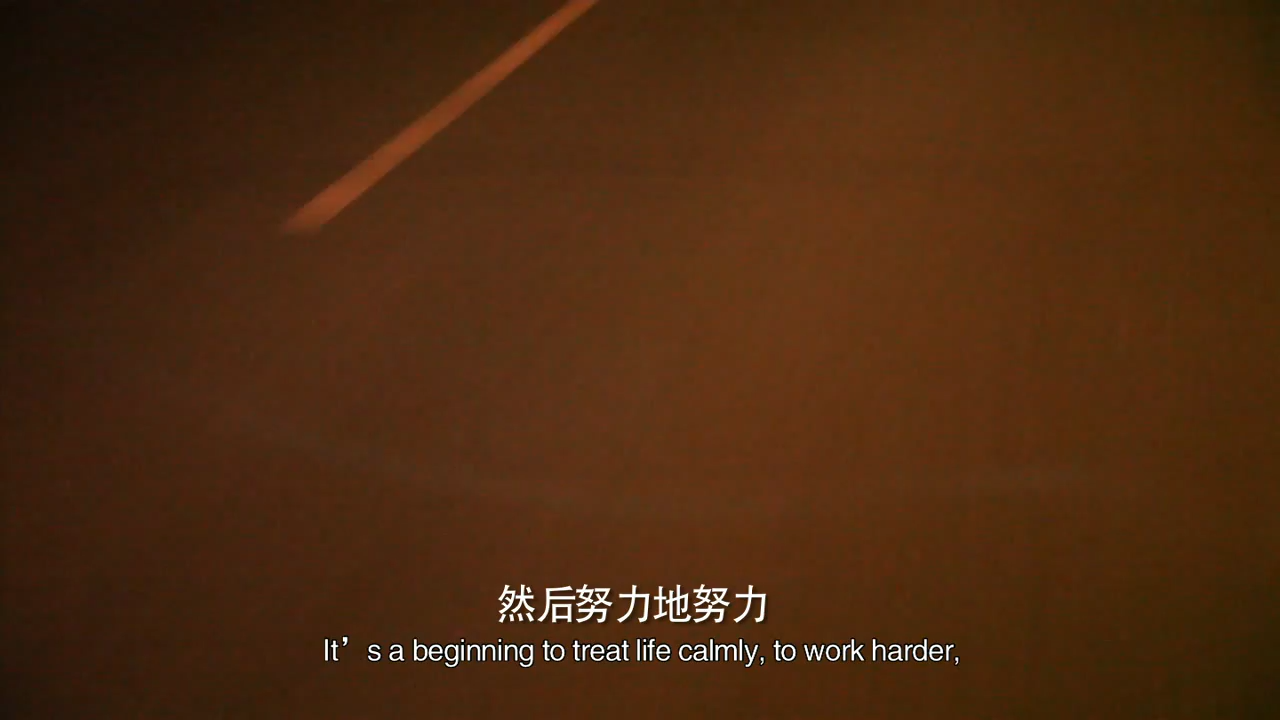 然后努力地努力
It’s a beginning to treat life calmly, to work harder,